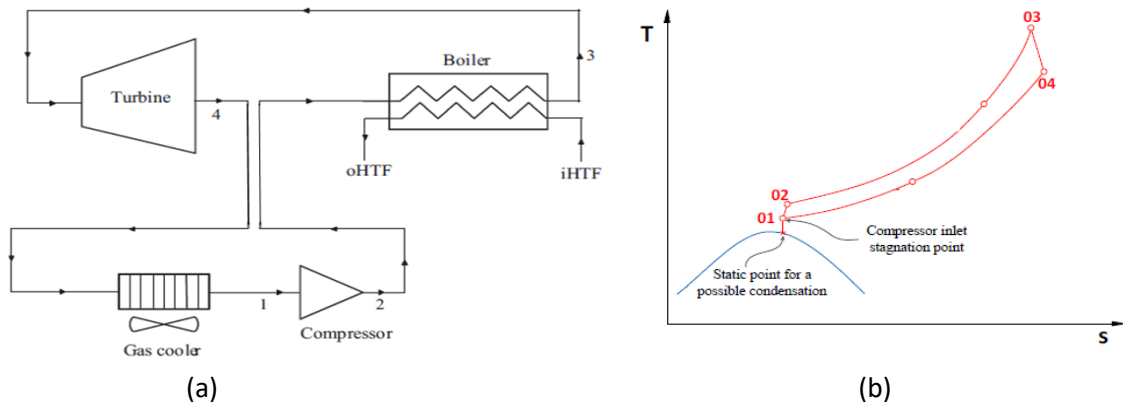 Turbine
4
Boiler
3
oHTF
iHTF
Gas cooler
1
Compressor
2
(a)
T
03
04
02
01
Compressor inlet
stagnation point
Static point for a
possible condensation
S
(b)